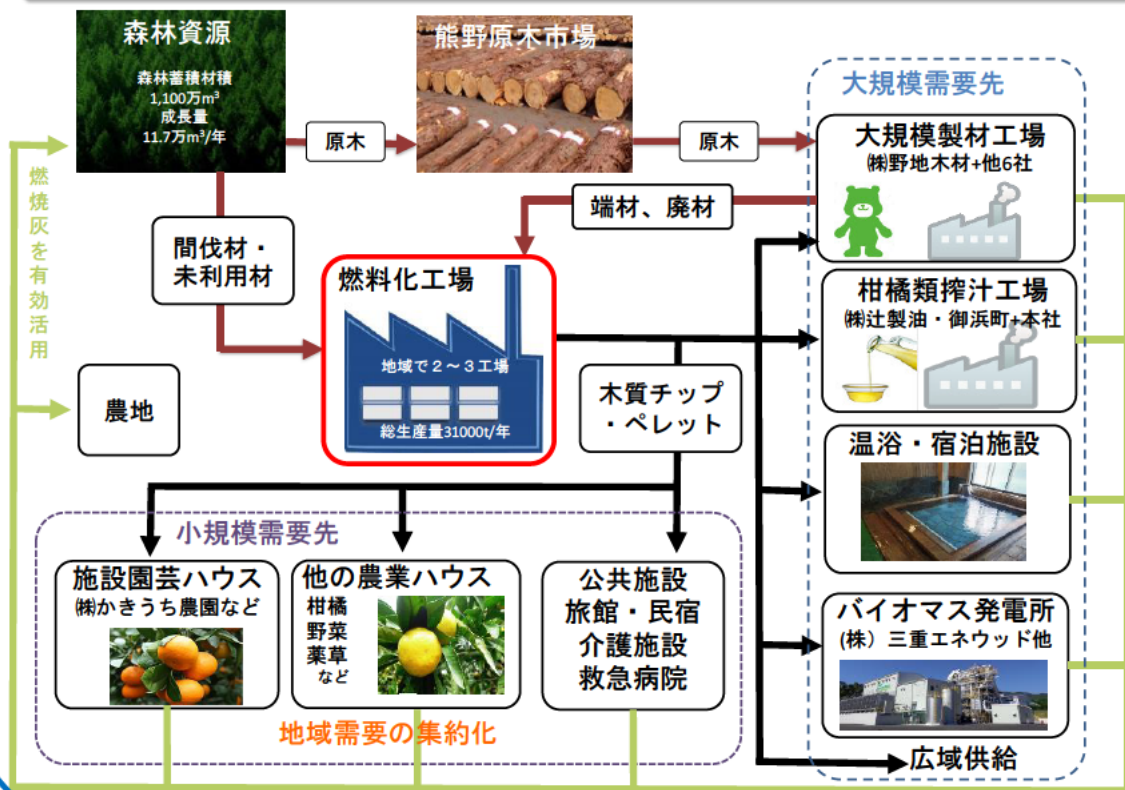 森林資源
森林蓄積材積
1,100万m³
成長量
11.7万m³/年
原木
熊野原木市場
原木
大規模需要先
大規模製材工場
㈱野地木材+他6社
端材、廃材
燃焼灰を有効活用
間伐材・
未利用材
燃料化工場
地域で2～3工場
総生産量31000t/年
柑橘類搾汁工場
㈱辻製油・御浜町+本社
農地
木質チップ
・ペレット
温浴・宿泊施設
小規模需要先
施設園芸ハウス
㈱かきうち農園など
他の農業ハウス
柑橘
野菜
薬草
など
公共施設
旅館・民宿
介護施設
救急病院
バイオマス発電所
(株）三重エネウッド他
地域需要の集約化
広域供給